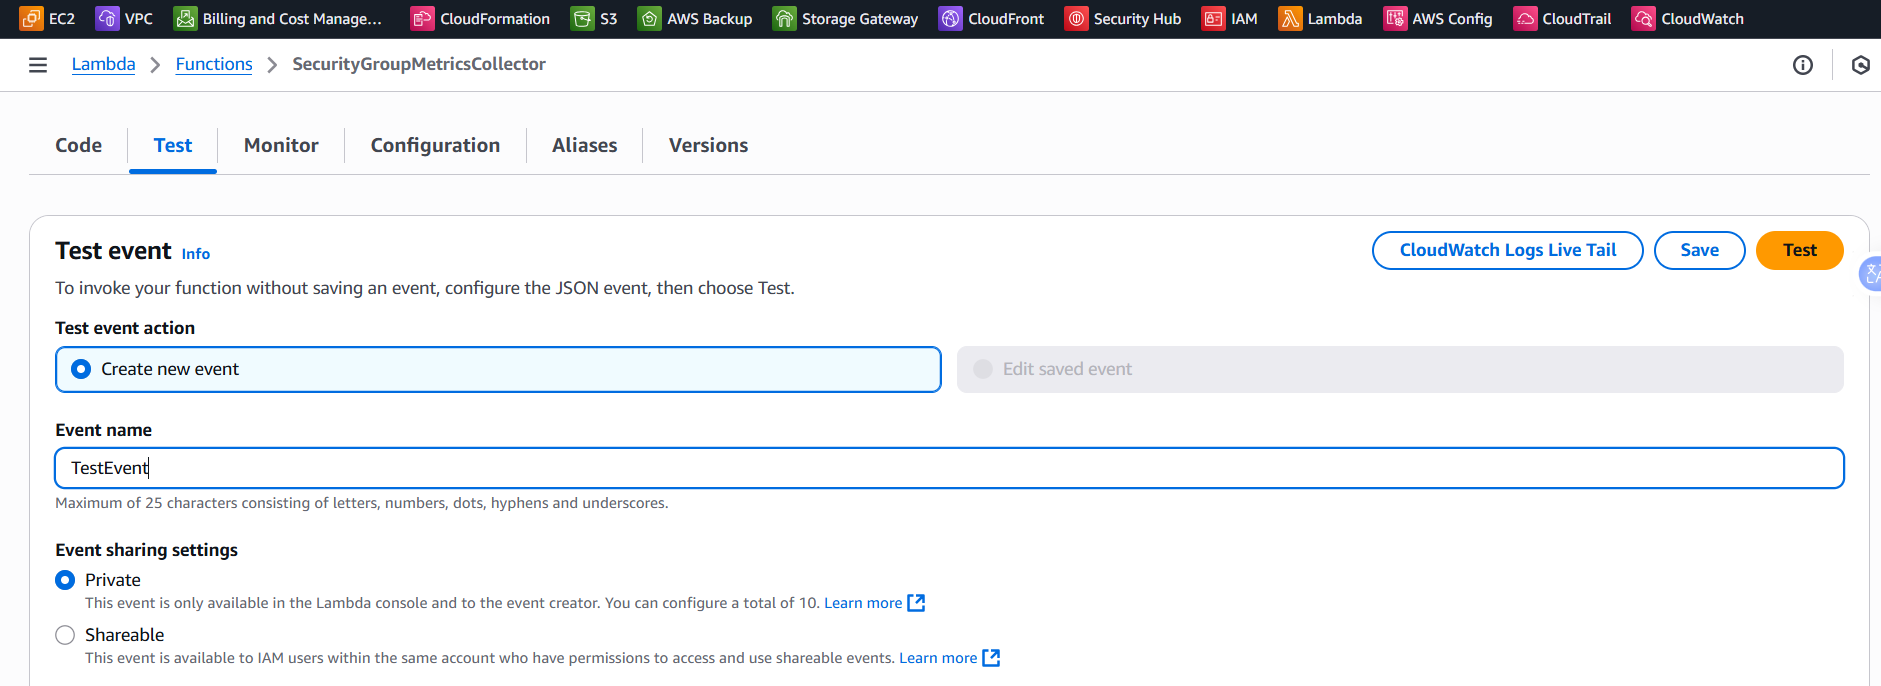 EC2 VPC Billing and Cost Manage... CloudFormation S3 AWS Backup Storage Gateway CloudFront Security Hub IAM Lambda AWS Config CloudTrail CloudWatch
Lambda Functions SecurityGroupMetricsCollector
Code Test Monitor Configuration Aliases Versions
Test event Info CloudWatch Logs Live Tail Save Test
To invoke your function without saving an event, configure the JSON event, then choose Test.
Test event action
Create new event Edit saved event
Event name
TestEvent
Maximum of 25 characters consisting of letters, numbers, dots, hyphens and underscores.
Event sharing settings
Private
This event is only available in the Lambda console and to the event creator. You can configure a total of 10. Learn more
Shareable
This event is available to IAM users within the same account who have permissions to access and use shareable events. Learn more